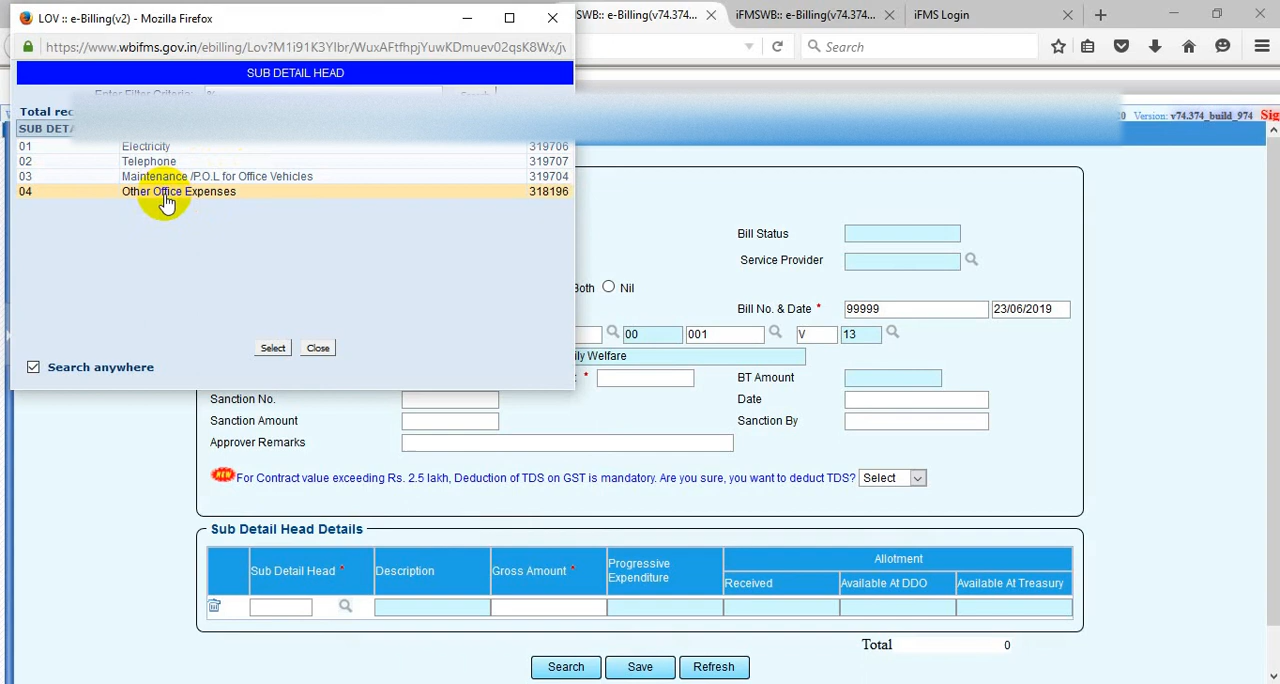 LOV :: e-Billing(v2) - Mozilla Firefox
https://www.wbifms.gov.in/ebilling/Lov?M1i91K3Ylbr/WuxAFtfhpjYuwKDmuev02qsK8Wx/jv
SWB:: e-Billing(v74.374...
iFMSWB:: e-Billing(v74.374...
iFMS Login
Search
SUB DETAIL HEAD
Enter Filter Criteria: %
Total rec
Version: v74.374_build_974 Sig
SUB DETA
01 Electricity 319706
02 Telephone 319707
03 Maintenance /P.O.L for Office Vehicles 319704
04 Other Office Expenses 318196
Select Close
Search anywhere
Bill Status
Service Provider
Both Nil
Bill No. & Date * 99999 23/06/2019
00 001 V 13
ily Welfare
* BT Amount
Sanction No. Date
Sanction Amount Sanction By
Approver Remarks
NEW For Contract value exceeding Rs. 2.5 lakh, Deduction of TDS on GST is mandatory. Are you sure, you want to deduct TDS? Select
Sub Detail Head Details
Sub Detail Head * Description Gross Amount * Progressive Expenditure Allotment
Received Available At DDO Available At Treasury
Total 0
Search Save Refresh